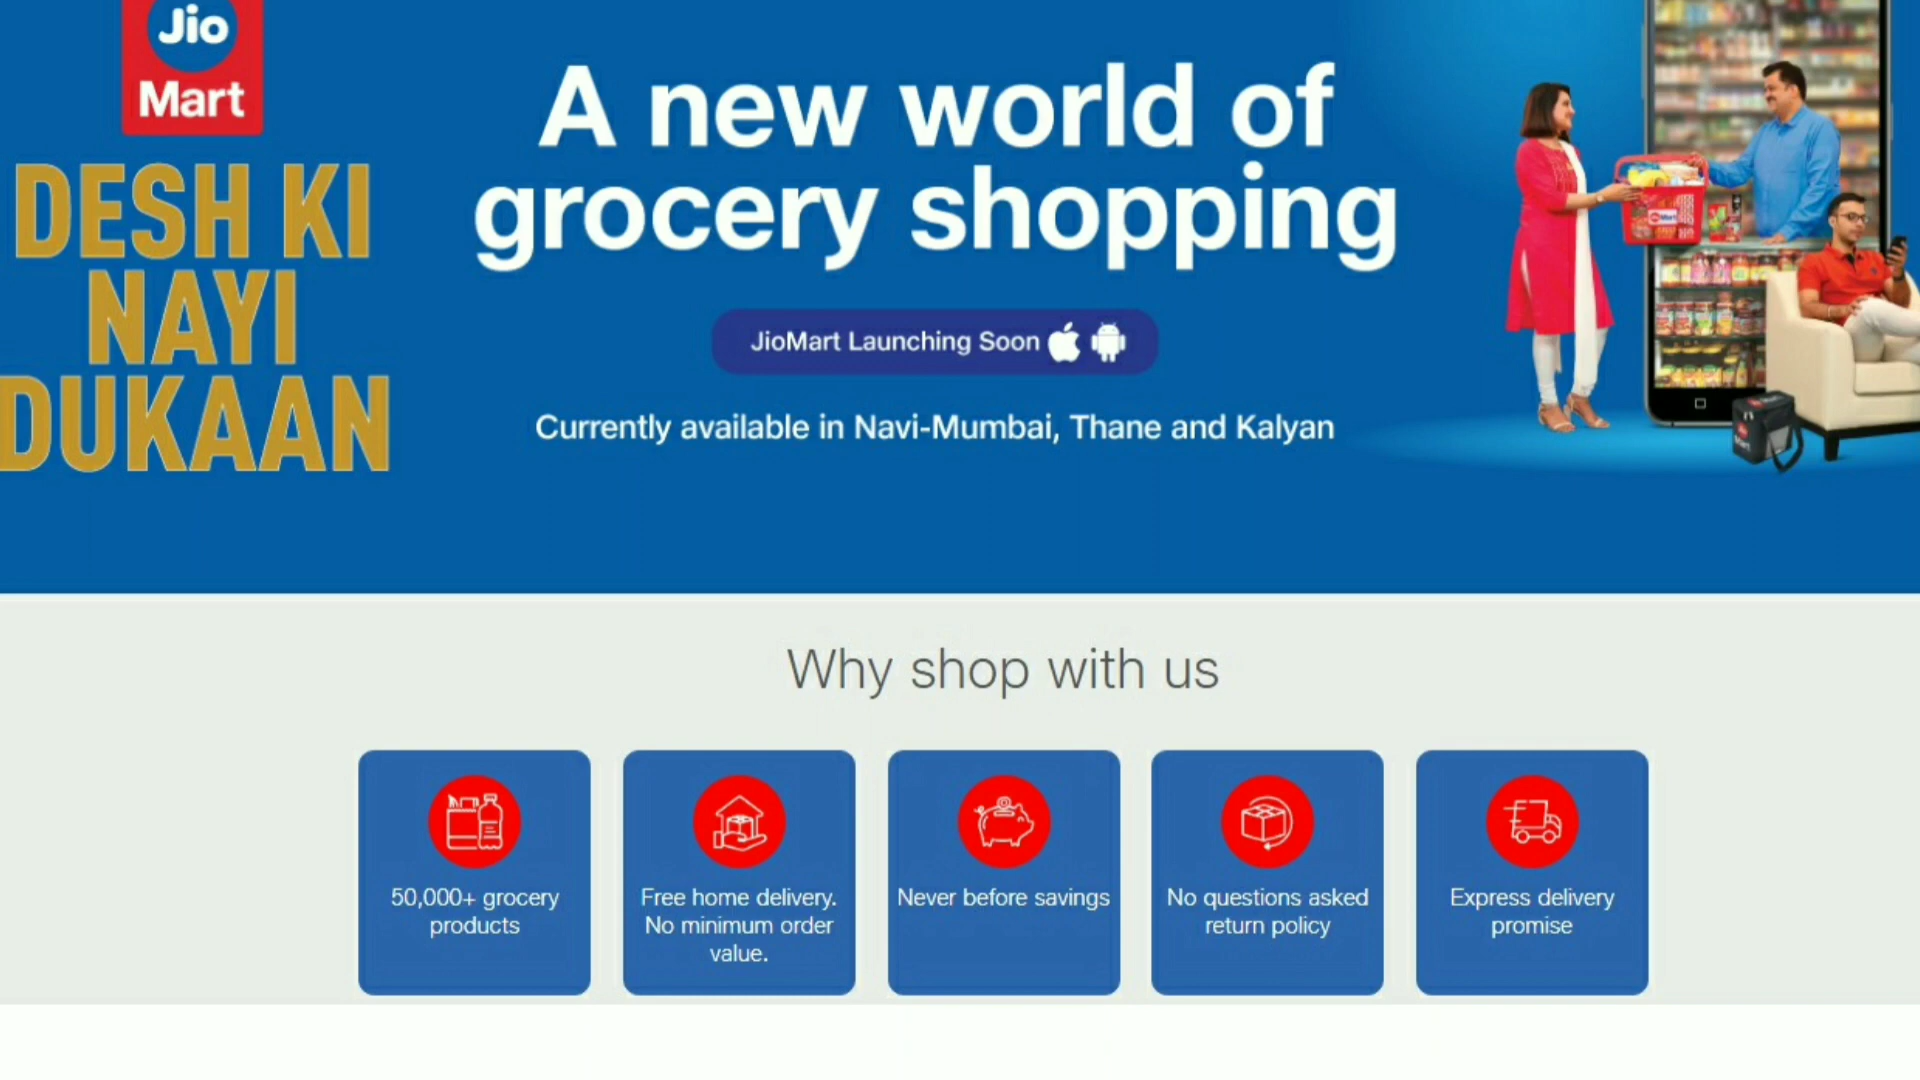 Jio
Mart
DESH KI
NAYI
DUKAAN
A new world of
grocery shopping
JioMart Launching Soon
Currently available in Navi-Mumbai, Thane and Kalyan
JioMart
Why shop with us
50,000+ grocery
products
Free home delivery.
No minimum order
value.
Never before savings
No questions asked
return policy
Express delivery
promise